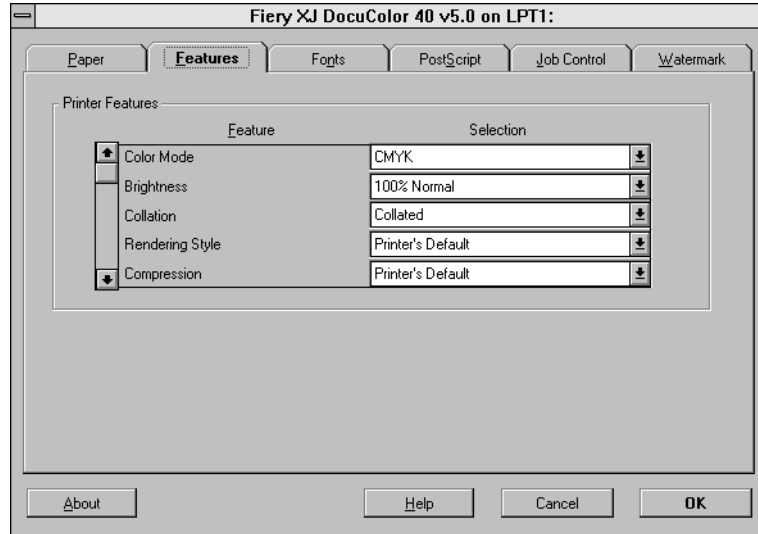 Fiery XJ DocuColor 40 v5.0 on LPT1:
Paper Features Fonts PostScript Job Control Watermark
Printer Features
Feature Selection
Color Mode CMYK
Brightness 100% Normal
Collation Collated
Rendering Style Printer's Default
Compression Printer's Default
About Help Cancel OK